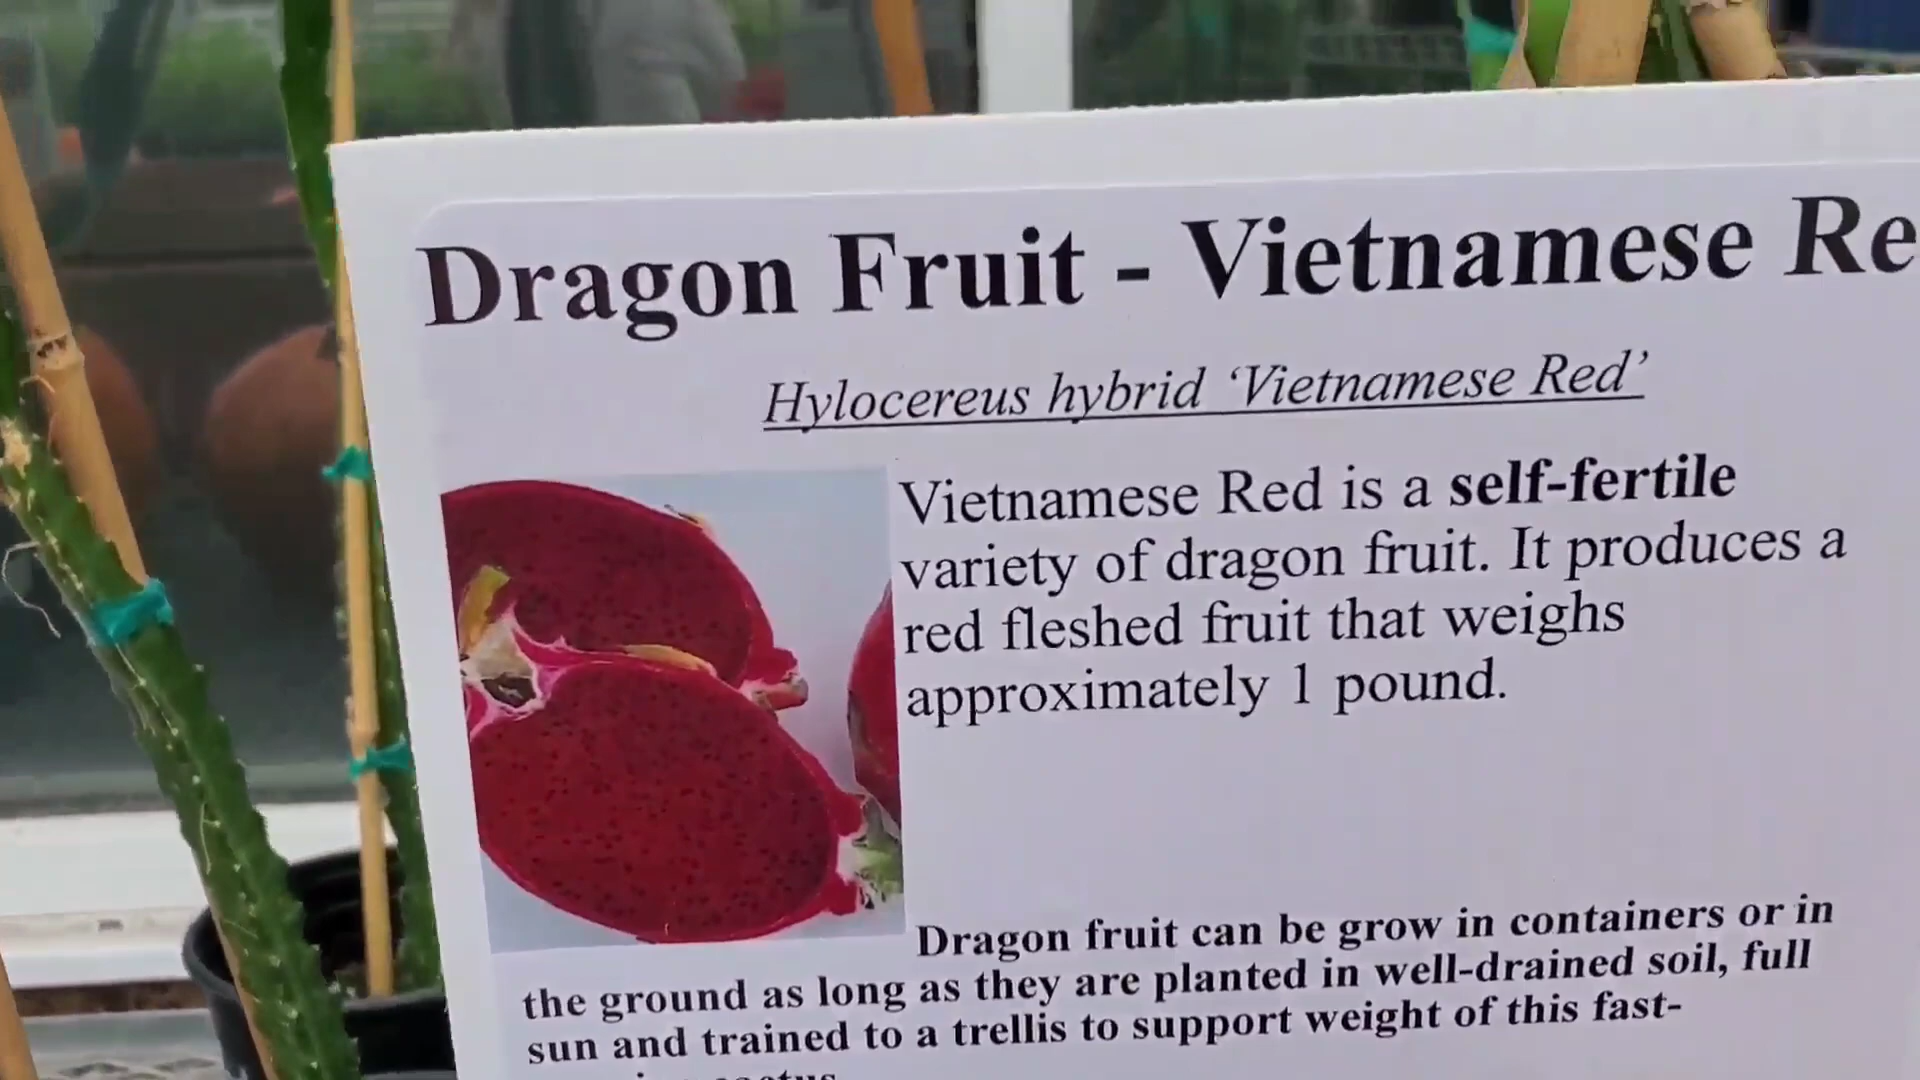 Dragon Fruit - Vietnamese Re
Hylocereus hybrid ‘Vietnamese Red’
Vietnamese Red is a self-fertile
variety of dragon fruit. It produces a
red fleshed fruit that weighs
approximately 1 pound.
Dragon fruit can be grow in containers or in
the ground as long as they are planted in well-drained soil, full
sun and trained to a trellis to support weight of this fast-